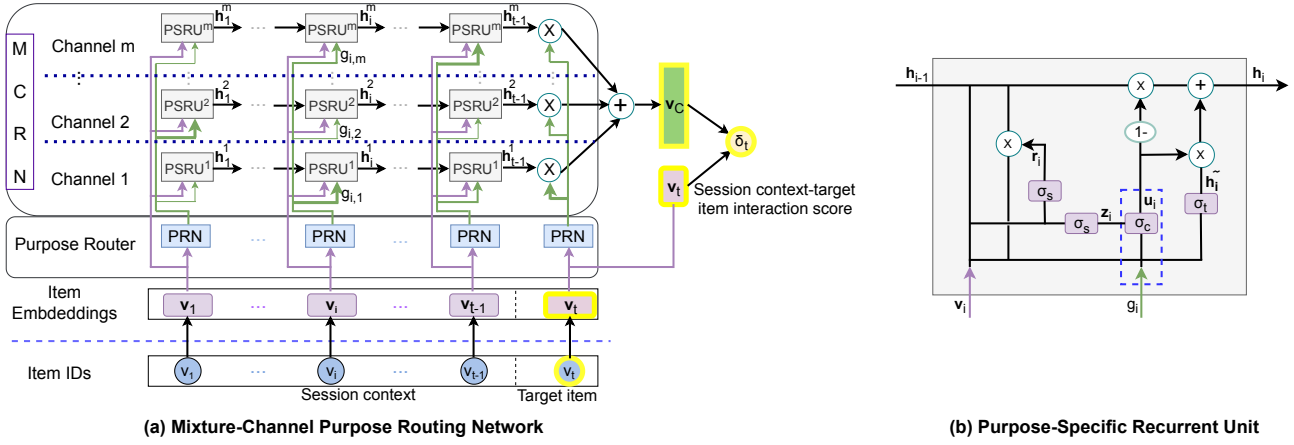 M
C
R
N
Channel m
PSRU^m h_1^m ... PSRU^m h_i^m ... PSRU^m h_{t-1}^m X
g_{i,m}
Channel 2
PSRU^2 h_1^2 ... PSRU^2 h_i^2 ... PSRU^2 h_{t-1}^2 X + v_C
g_{i,2}
δ_t
Channel 1
PSRU^1 h_1^1 ... PSRU^1 h_i^1 ... PSRU^1 h_{t-1}^1 X
g_{i,1}
v_t
Session context-target
item interaction score
Purpose Router
PRN ... PRN ... PRN PRN
Item
Embdeddings
v_1 ... v_i ... v_{t-1} v_t
Item IDs
v_1 ... v_i ... v_{t-1} v_t
Session context
Target item
(a) Mixture-Channel Purpose Routing Network
h_{i-1} h_i
X +
1-
X r_i X
h̃_i
σ_s u_i σ_t
σ_s z_i σ_c
v_i g_i
(b) Purpose-Specific Recurrent Unit